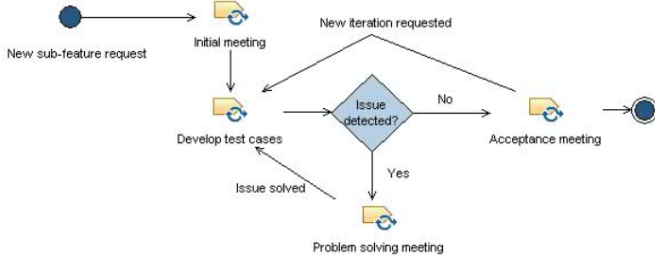 New iteration requested
New sub-feature request
Initial meeting
Issue
detected?
No
Develop test cases
Acceptance meeting
Yes
Issue solved
Problem solving meeting